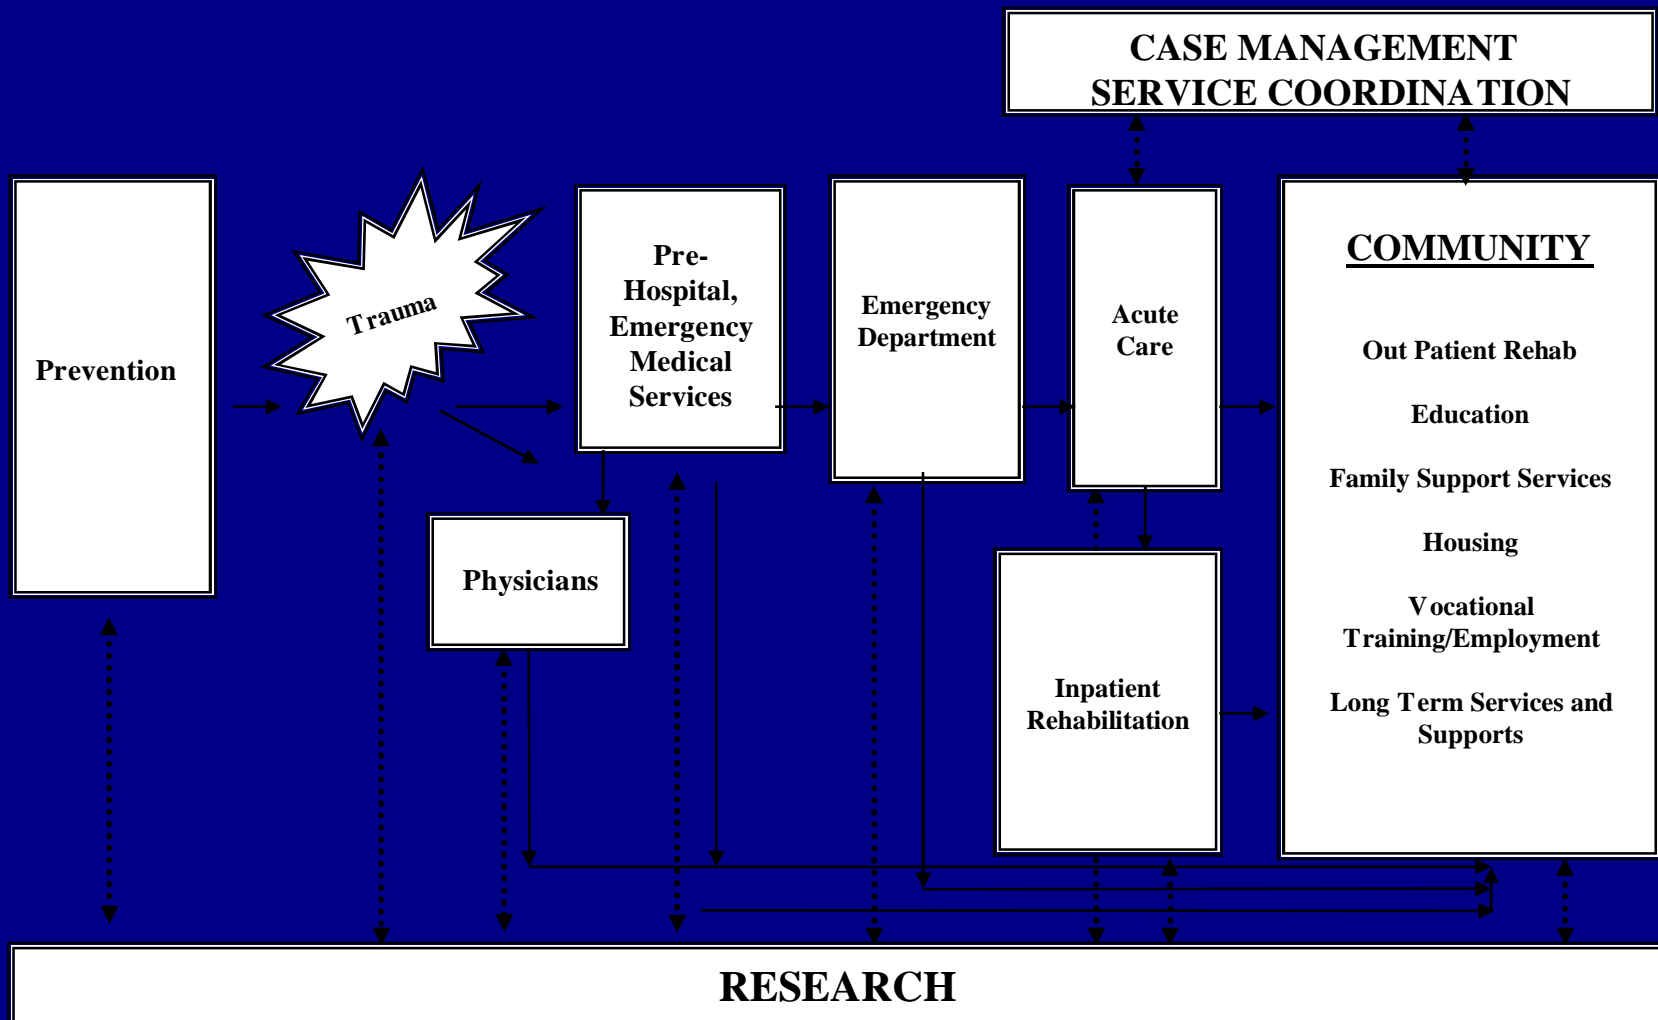 CASE MANAGEMENT
SERVICE COORDINATION
Prevention
Trauma
Pre-
Hospital,
Emergency
Medical
Services
Physicians
Emergency
Department
Acute
Care
Inpatient
Rehabilitation
COMMUNITY
Out Patient Rehab
Education
Family Support Services
Housing
Vocational
Training/Employment
Long Term Services and
Supports
RESEARCH